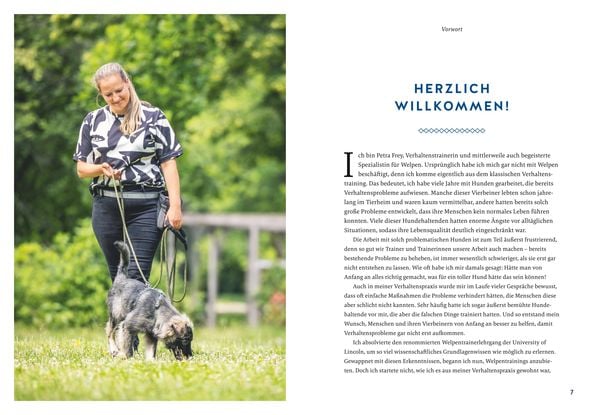 Vorwort
HERZLICH
WILLKOMMEN!
Ich bin Petra Frey, Verhaltenstrainerin und mittlerweile auch begeisterte
Spezialistin für Welpen. Ursprünglich habe ich mich gar nicht mit Welpen
beschäftigt, denn ich komme eigentlich aus dem klassischen Verhaltens-
training. Das bedeutet, ich habe viele Jahre mit Hunden gearbeitet, die bereits
Verhaltensprobleme aufwiesen. Manche dieser Vierbeiner lebten schon jahre-
lang im Tierheim und waren kaum vermittelbar, andere hatten bereits solch
große Probleme entwickelt, dass ihre Menschen kein normales Leben führen
konnten. Viele dieser Hundehaltenden hatten enorme Ängste vor alltäglichen
Situationen, sodass ihre Lebensqualität deutlich eingeschränkt war.
Die Arbeit mit solch problematischen Hunden ist zum Teil äußerst frustrierend,
denn so gut wir Trainer und Trainerinnen unsere Arbeit auch machen – bereits
bestehende Probleme zu beheben, ist immer wesentlich schwieriger, als sie erst gar
nicht entstehen zu lassen. Wie oft habe ich mir damals gesagt: Hätte man von
Anfang an alles richtig gemacht, was für ein toller Hund hätte das sein können!
Auch in meiner Verhaltenspraxis wurde mir im Laufe vieler Gespräche bewusst,
dass oft einfache Maßnahmen die Probleme verhindert hätten, die Menschen diese
aber schlicht nicht kannten. Sehr häufig hatte ich sogar äußerst bemühte Hunde-
haltende vor mir, die aber die falschen Dinge trainiert hatten. Und so entstand mein
Wunsch, Menschen und ihren Vierbeinern von Anfang an besser zu helfen, damit
Verhaltensprobleme gar nicht erst aufkommen.
Ich absolvierte den renommierten Welpentrainerlehrgang der University of
Lincoln, um so viel wissenschaftliches Grundlagenwissen wie möglich zu erlernen.
Gewappnet mit diesen Erkenntnissen, begann ich nun, Welpentrainings anzubie-
ten. Doch ich startete nicht, wie ich es aus meiner Verhaltenspraxis gewohnt war,
7